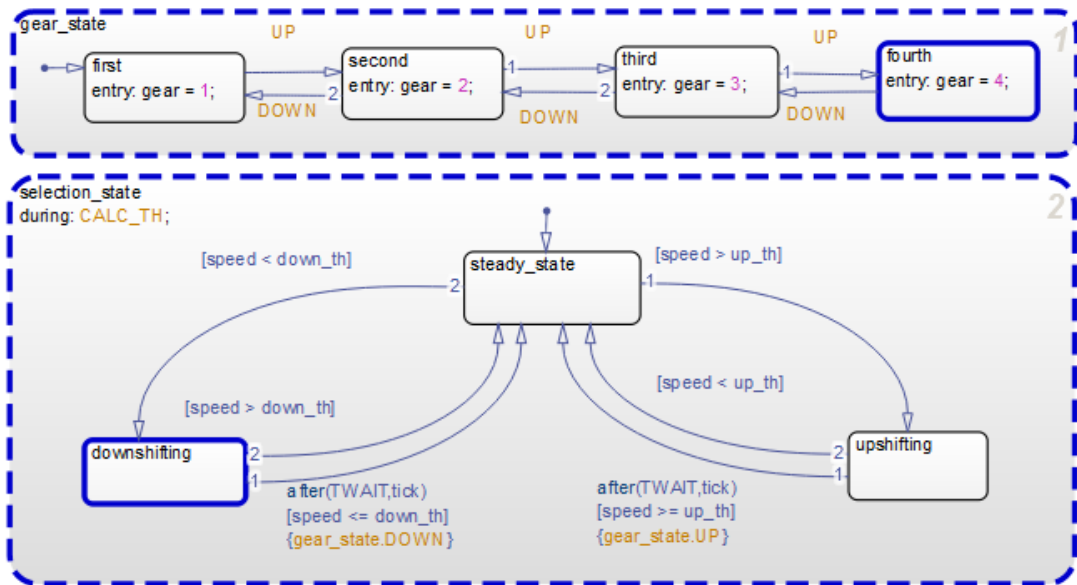 gear_state
1
UP
UP
UP
first
entry: gear = 1;
second
entry: gear = 2;
third
entry: gear = 3;
fourth
entry: gear = 4;
1
1
2
2
DOWN
DOWN
DOWN
selection_state
during: CALC_TH;
2
[speed < down_th]
steady_state
[speed > up_th]
2
1
[speed > down_th]
[speed < up_th]
downshifting
2
1
upshifting
2
1
after(TWAIT,tick)
[speed <= down_th]
{gear_state.DOWN}
after(TWAIT,tick)
[speed >= up_th]
{gear_state.UP}